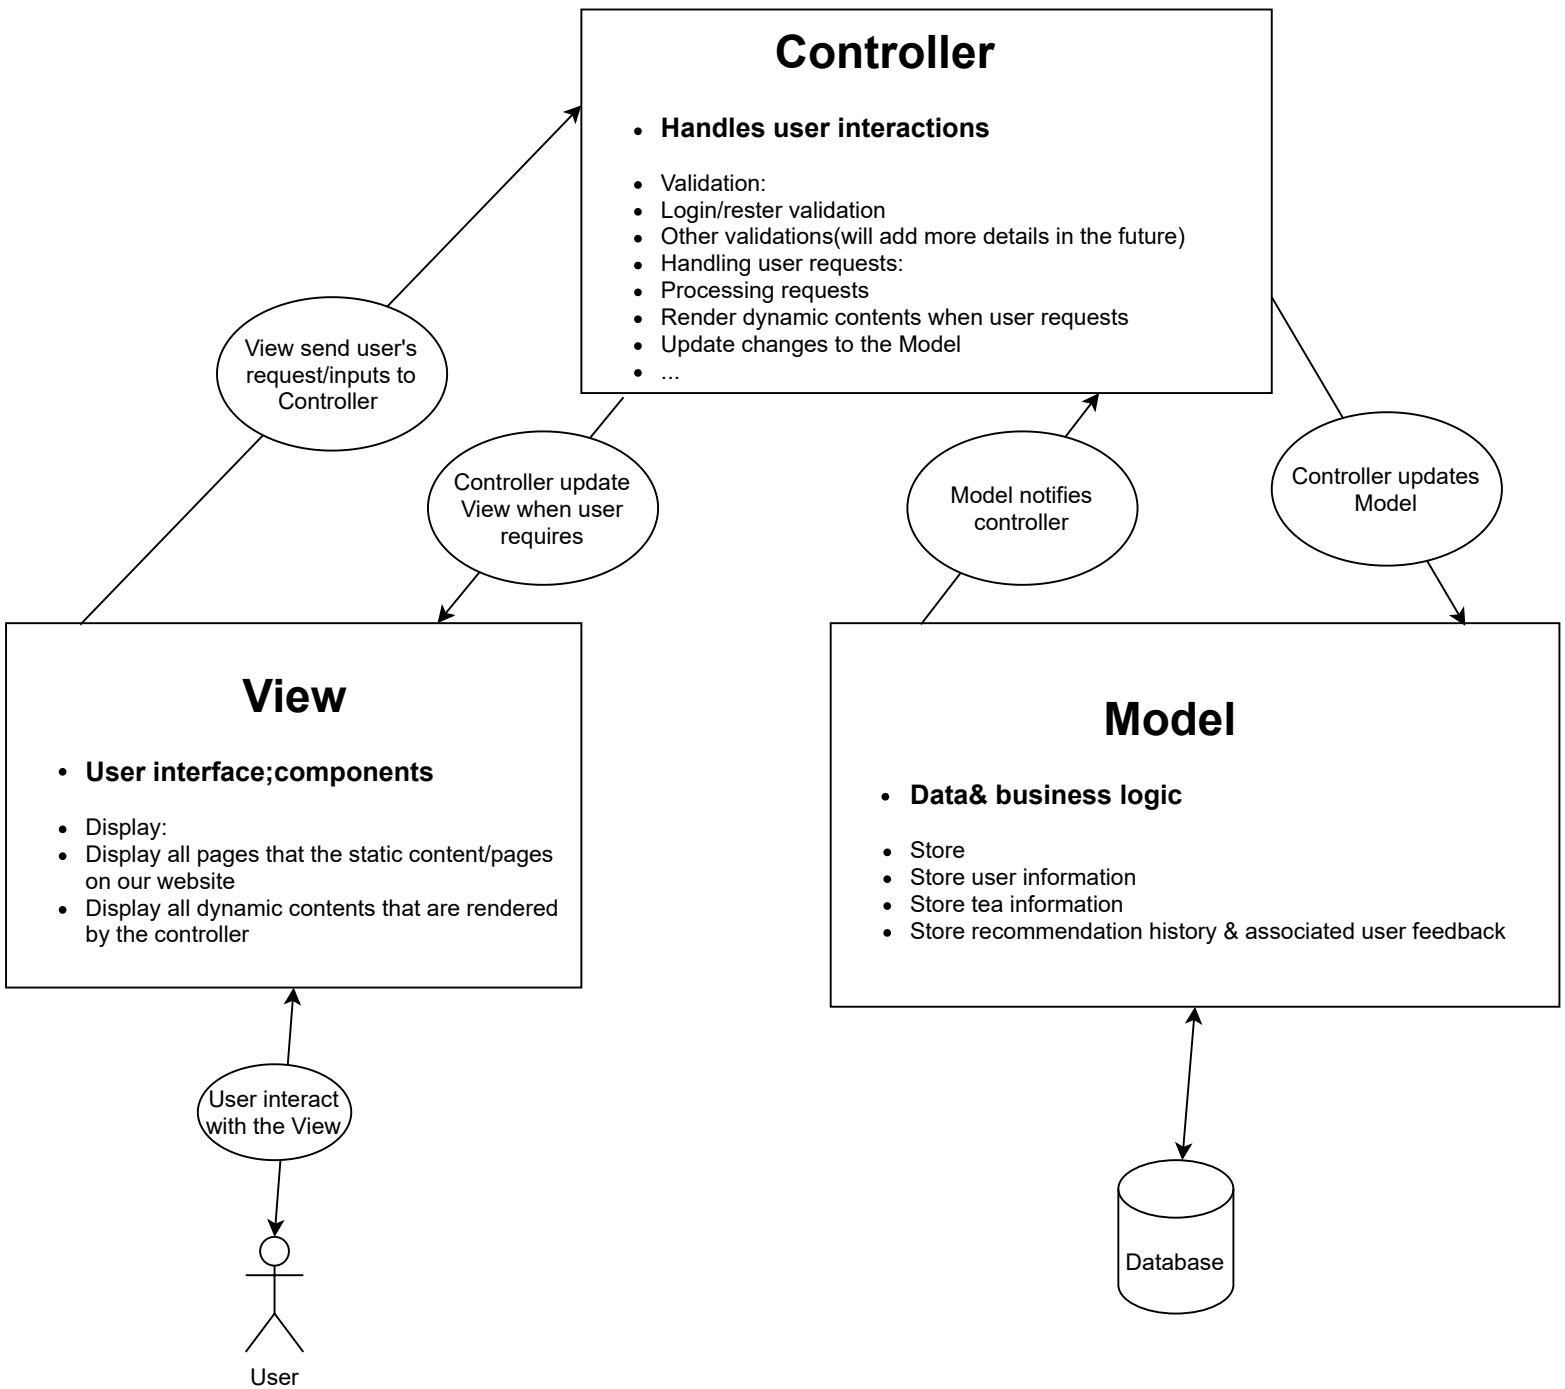 Controller
Handles user interactions
Validation:
Login/rester validation
Other validations(will add more details in the future)
Handling user requests:
Processing requests
Render dynamic contents when user requests
Update changes to the Model
...
View send user's
request/inputs to
Controller
Controller update
View when user
requires
Model notifies
controller
Controller updates
Model
View
User interface;components
Display:
Display all pages that the static content/pages
on our website
Display all dynamic contents that are rendered
by the controller
Model
Data& business logic
Store
Store user information
Store tea information
Store recommendation history & associated user feedback
User interact
with the View
User
Database